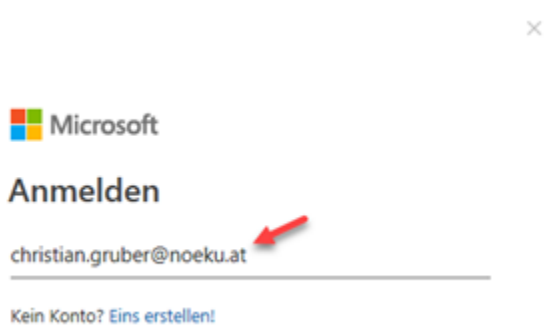 Microsoft
Anmelden
christian.gruber@noeku.at
Kein Konto? Eins erstellen!